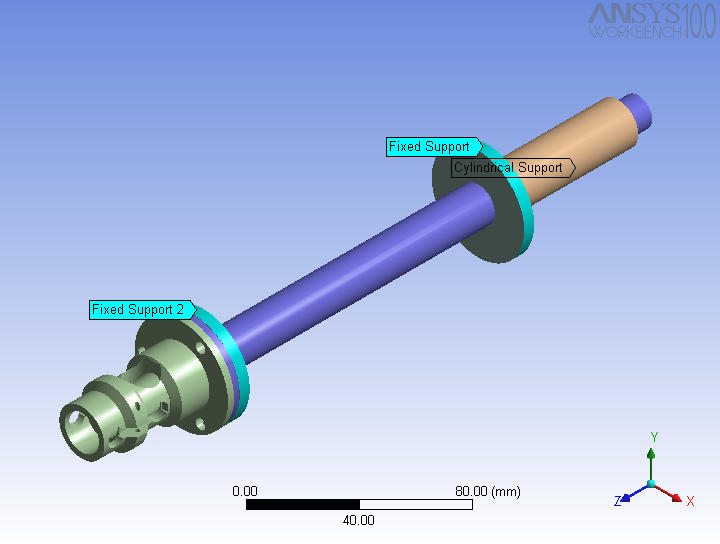 ANSYS 10.0
WORKBENCH
Fixed Support
Cylindrical Support
Fixed Support 2
0.00
80.00 (mm)
40.00
Y
Z
X